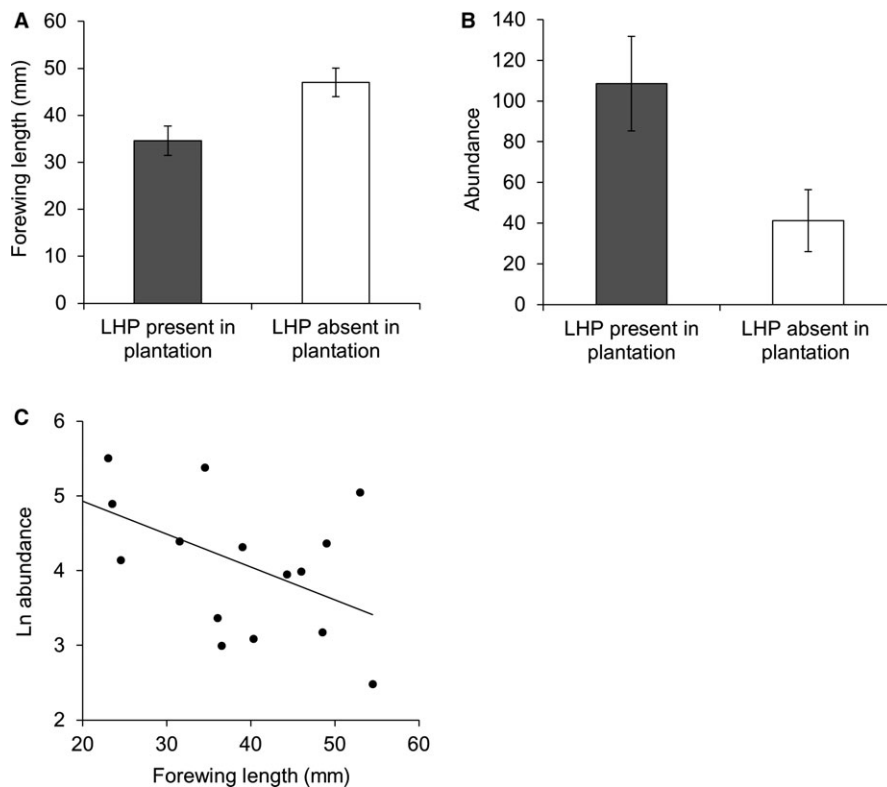 A
Forewing length (mm)
60
50
40
30
20
10
0
LHP present in
plantation
LHP absent in
plantation
B
Abundance
140
120
100
80
60
40
20
0
LHP present in
plantation
LHP absent in
plantation
C
Ln abundance
6
5
4
3
2
20
30
40
50
60
Forewing length (mm)